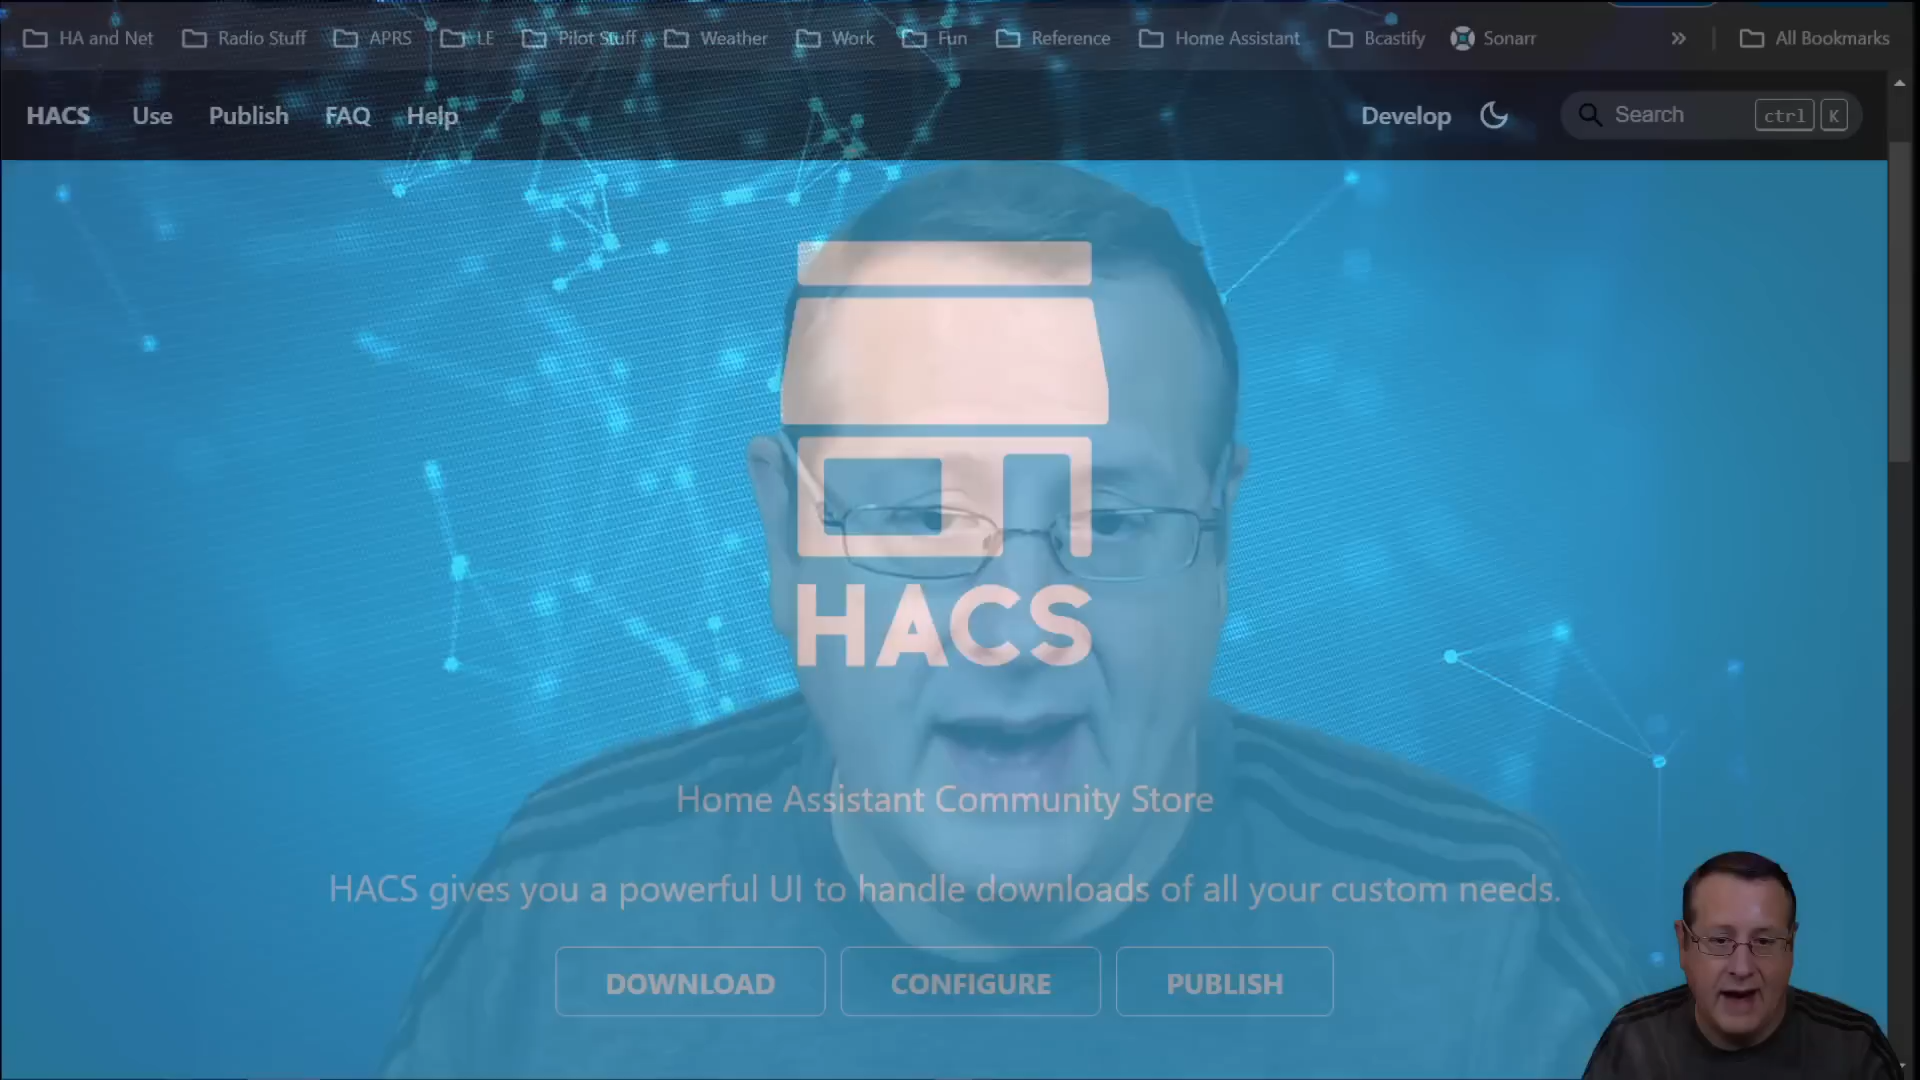 HA and Net Radio Stuff APRS LE Pilot Stuff Weather Work Fun Reference Home Assistant Bcastify Sonarr » All Bookmarks
HACS Use Publish FAQ Help Develop Search ctrl K
HACS
Home Assistant Community Store
HACS gives you a powerful UI to handle downloads of all your custom needs.
DOWNLOAD CONFIGURE PUBLISH